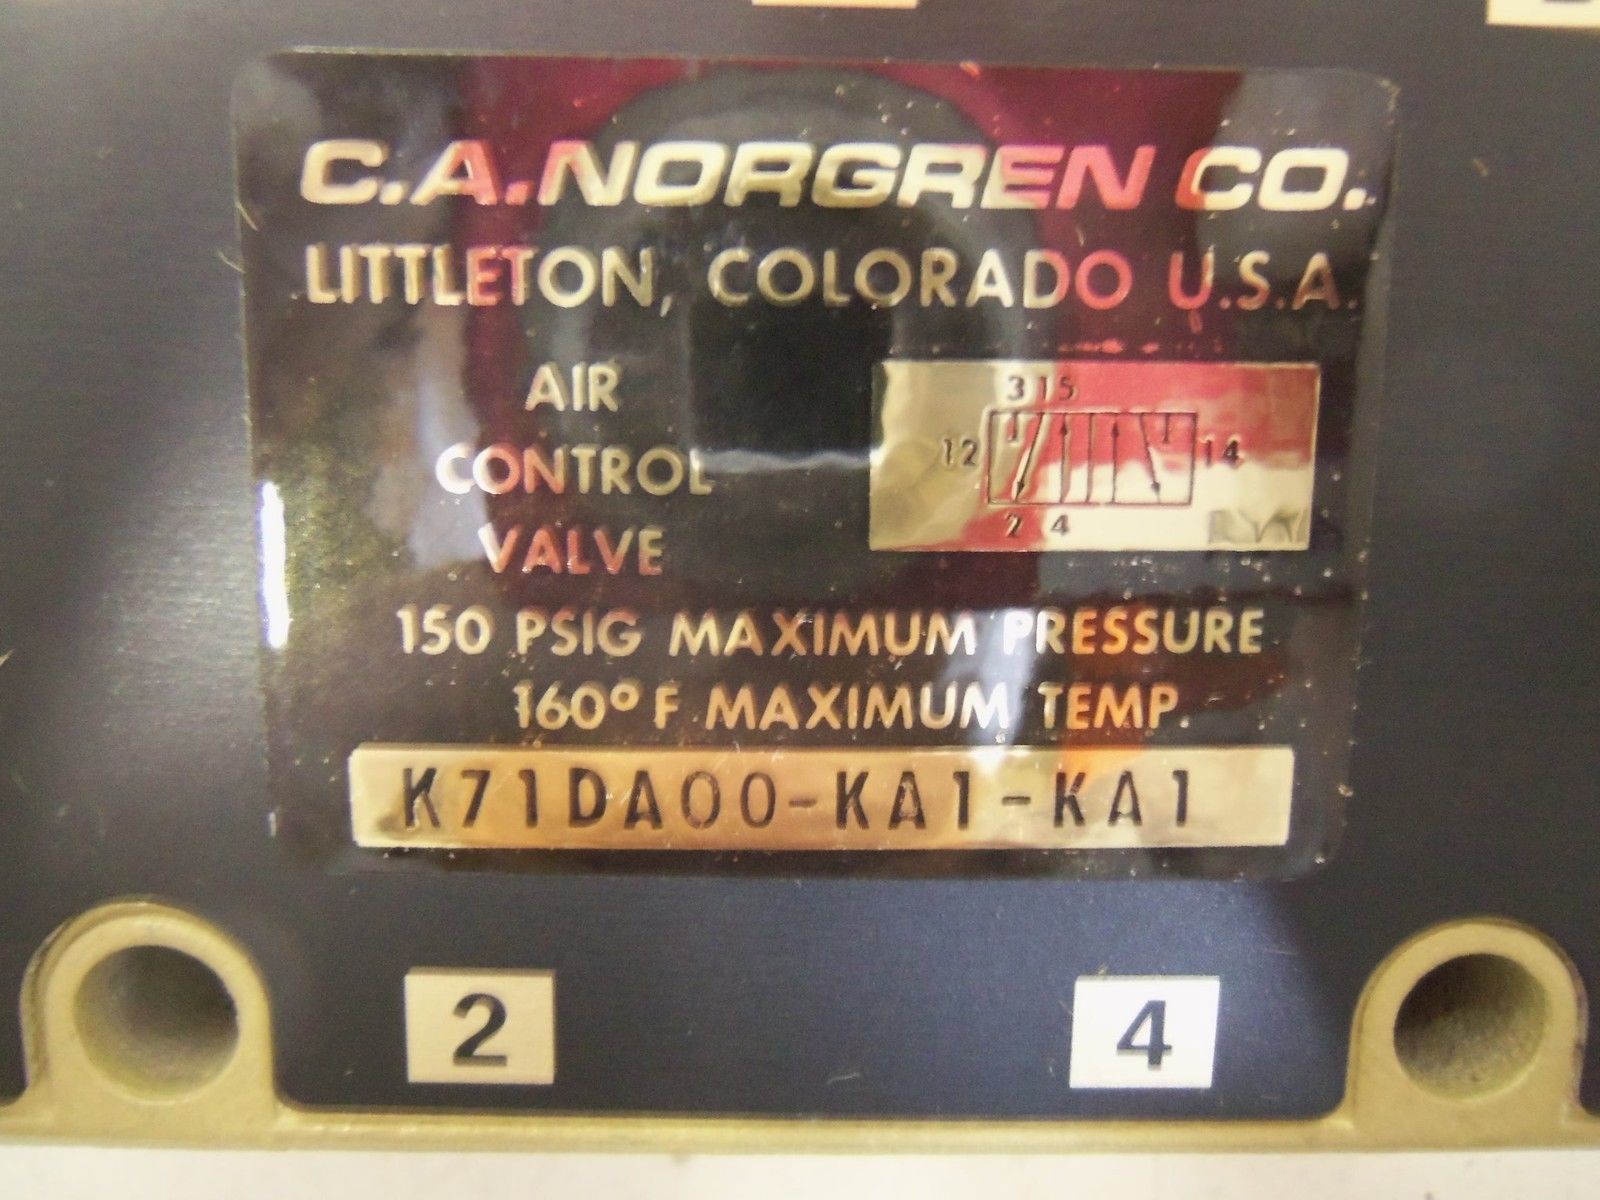 C.A.NORGREN CO.
LITTLETON, COLORADO U.S.A.
AIR
CONTROL
VALVE
3 1 5
12 14
2 4
150 PSIG MAXIMUM PRESSURE
160° F MAXIMUM TEMP.
K71DA00-KA1-KA1
2 4